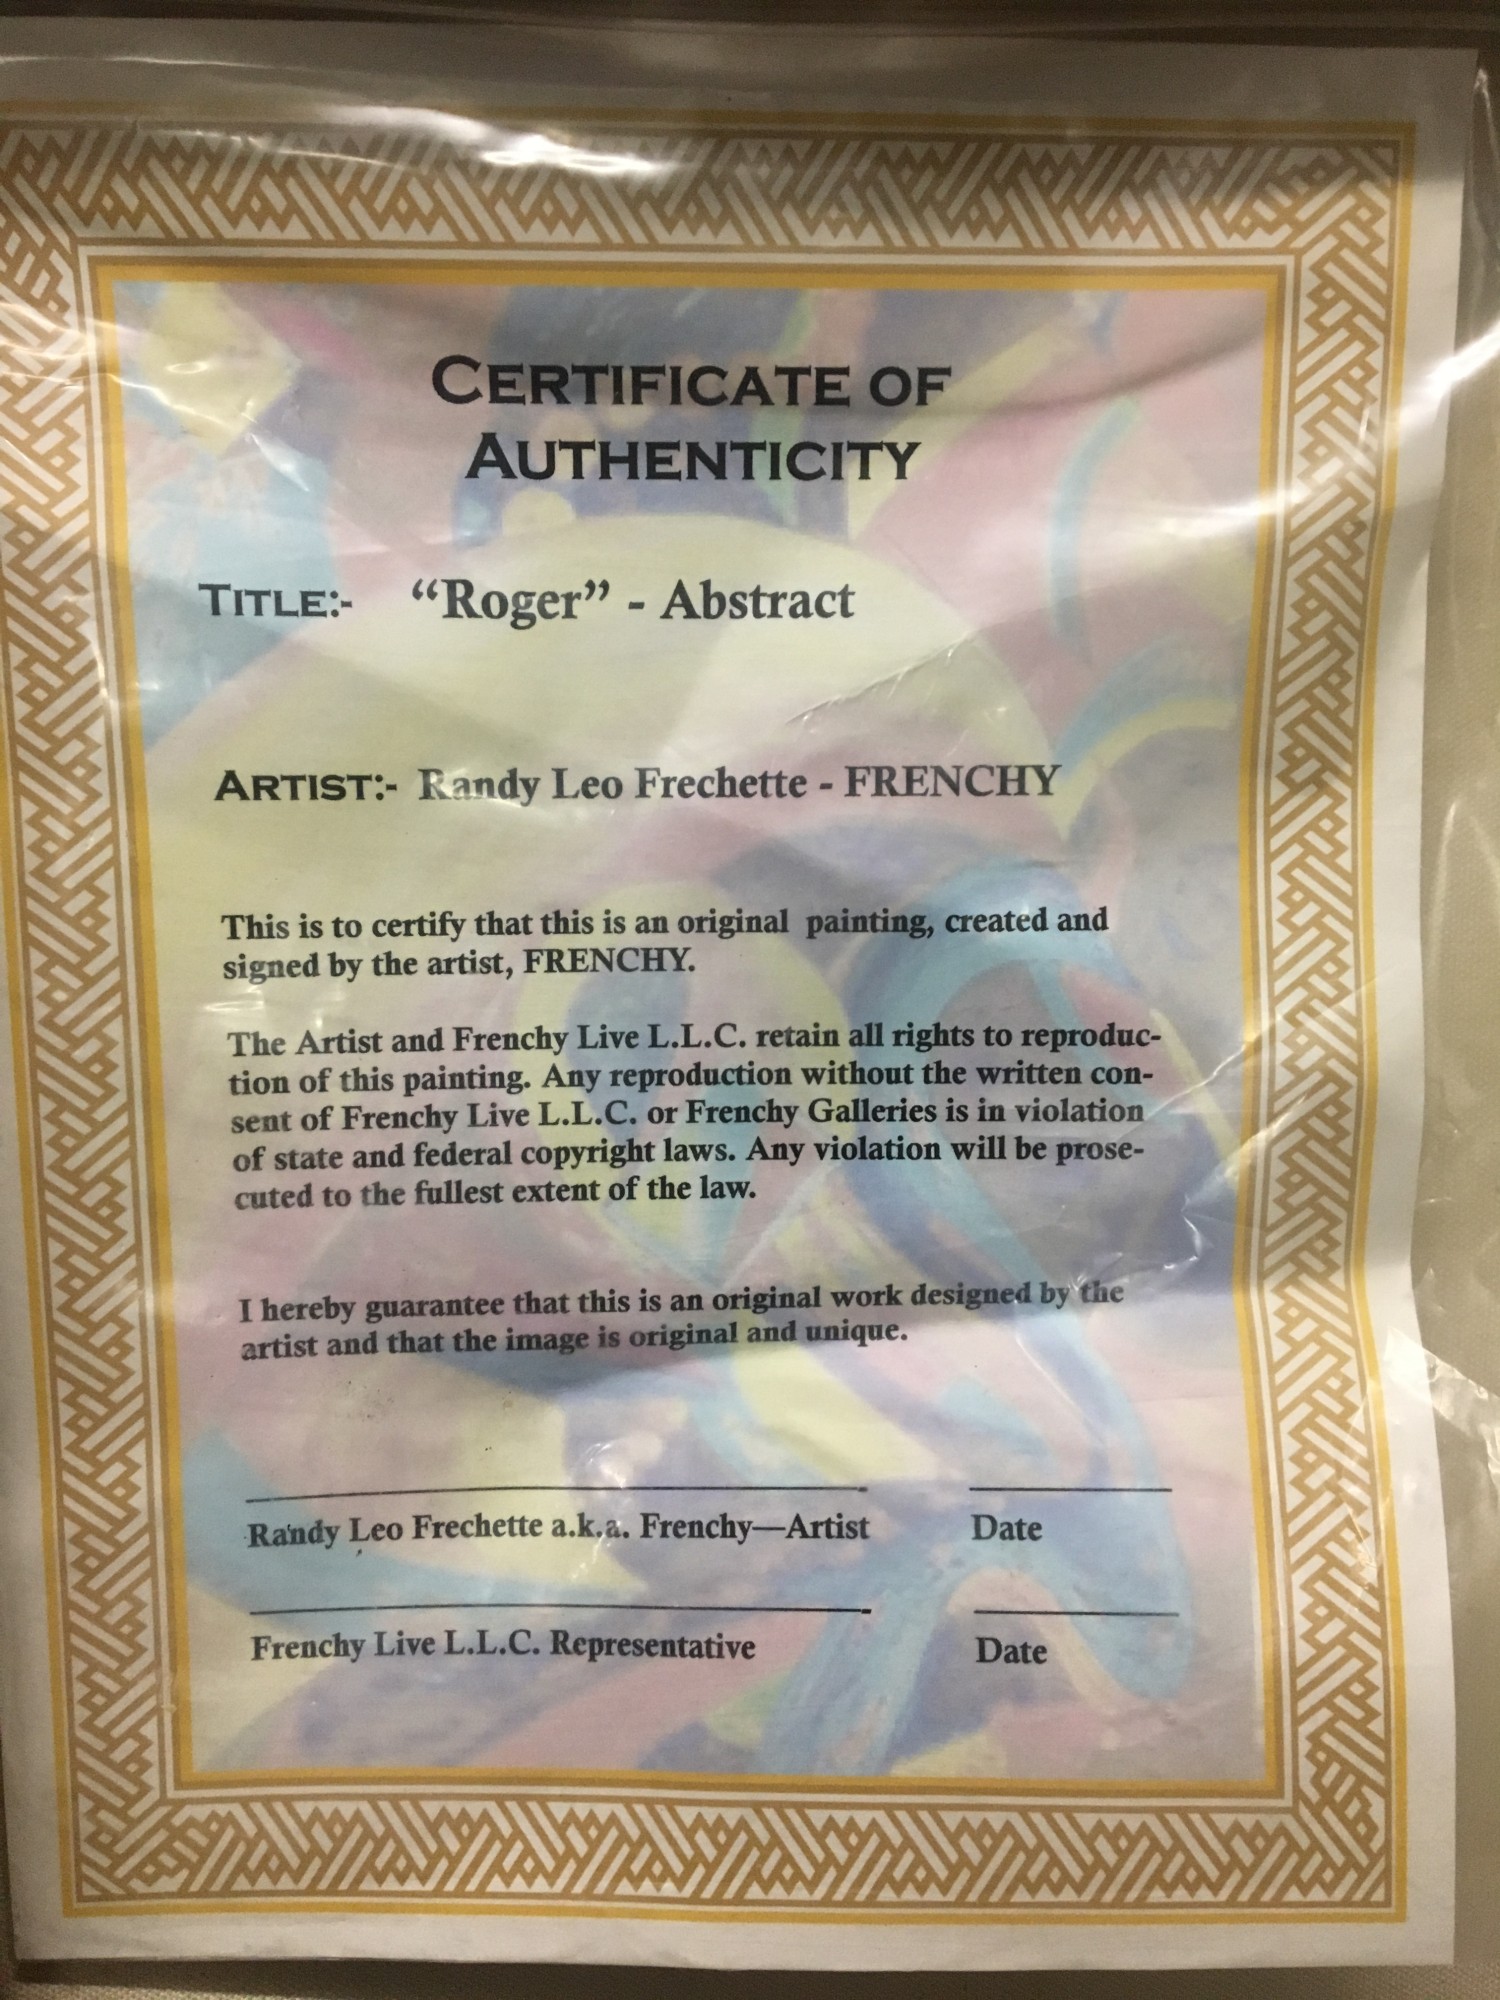 CERTIFICATE OF
AUTHENTICITY
TITLE:- “Roger” - Abstract
ARTIST:- Randy Leo Frechette - FRENCHY
This is to certify that this is an original painting, created and
signed by the artist, FRENCHY.
The Artist and Frenchy Live L.L.C. retain all rights to reproduc-
tion of this painting. Any reproduction without the written con-
sent of Frenchy Live L.L.C. or Frenchy Galleries is in violation
of state and federal copyright laws. Any violation will be prose-
cuted to the fullest extent of the law.
I hereby guarantee that this is an original work designed by the
artist and that the image is original and unique.
Randy Leo Frechette a.k.a. Frenchy—Artist Date
Frenchy Live L.L.C. Representative Date